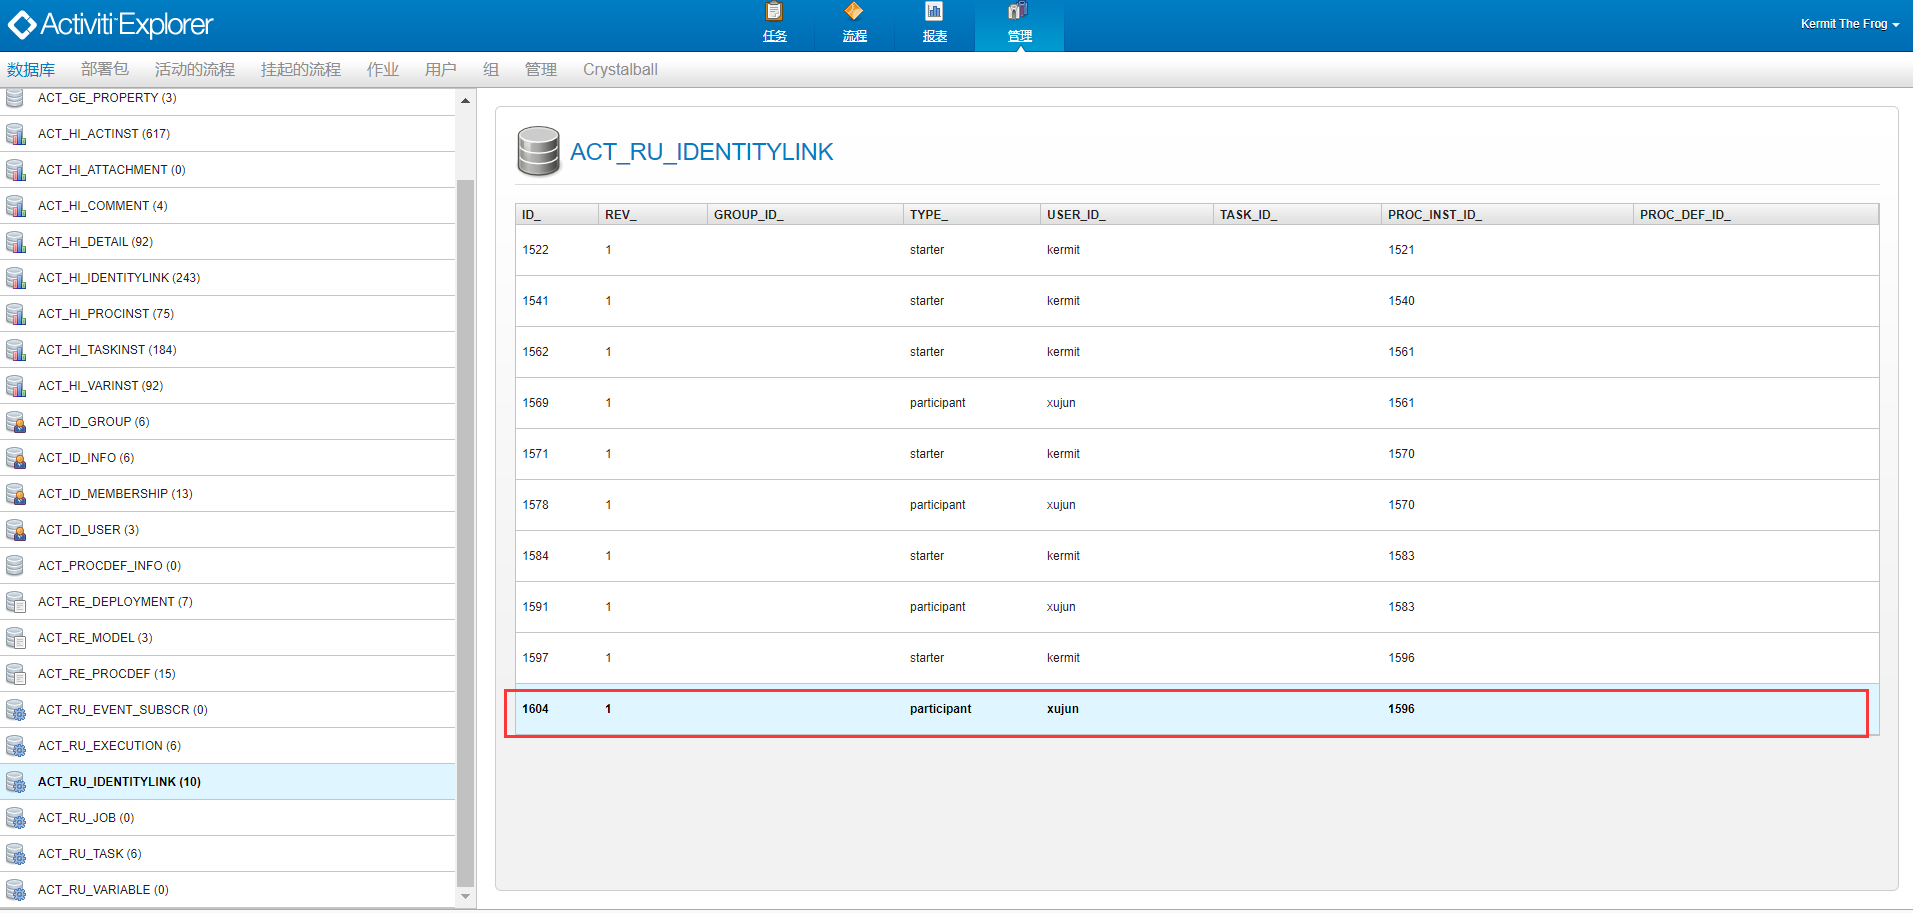 Activiti Explorer
任务 流程 报表 管理
Kermit The Frog
数据库 部署包 活动的流程 挂起的流程 作业 用户 组 管理 Crystalball
ACT_GE_PROPERTY (3)
ACT_HI_ACTINST (617)
ACT_HI_ATTACHMENT (0)
ACT_HI_COMMENT (4)
ACT_HI_DETAIL (92)
ACT_HI_IDENTITYLINK (243)
ACT_HI_PROCINST (75)
ACT_HI_TASKINST (184)
ACT_HI_VARINST (92)
ACT_ID_GROUP (6)
ACT_ID_INFO (6)
ACT_ID_MEMBERSHIP (13)
ACT_ID_USER (3)
ACT_PROCDEF_INFO (0)
ACT_RE_DEPLOYMENT (7)
ACT_RE_MODEL (3)
ACT_RE_PROCDEF (15)
ACT_RU_EVENT_SUBSCR (0)
ACT_RU_EXECUTION (6)
ACT_RU_IDENTITYLINK (10)
ACT_RU_JOB (0)
ACT_RU_TASK (6)
ACT_RU_VARIABLE (0)
ACT_RU_IDENTITYLINK
ID_ REV_ GROUP_ID_ TYPE_ USER_ID_ TASK_ID_ PROC_INST_ID_ PROC_DEF_ID_
1522 1 starter kermit 1521
1541 1 starter kermit 1540
1562 1 starter kermit 1561
1569 1 participant xujun 1561
1571 1 starter kermit 1570
1578 1 participant xujun 1570
1584 1 starter kermit 1583
1591 1 participant xujun 1583
1597 1 starter kermit 1596
1604 1 participant xujun 1596